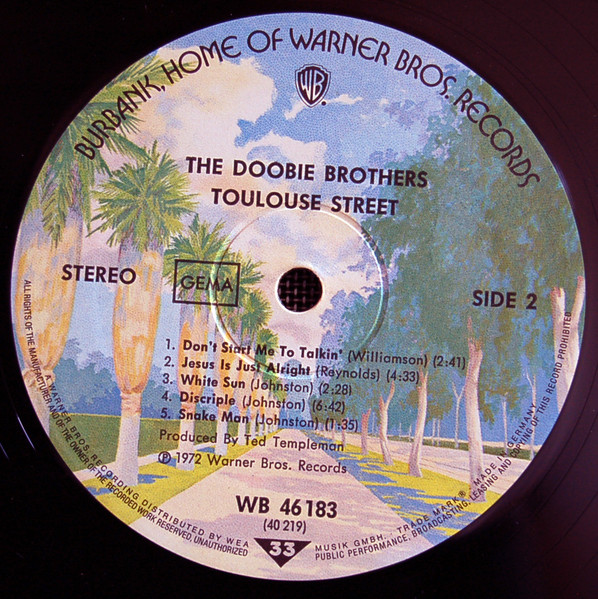 BURBANK, HOME OF WARNER BROS. RECORDS
WB
THE DOOBIE BROTHERS
TOULOUSE STREET
STEREO
GEMA
SIDE 2
1. Don't Start Me To Talkin' (Williamson) (2:41)
2. Jesus Is Just Alright (Reynolds) (4:33)
3. White Sun (Johnston) (2:28)
4. Disciple (Johnston) (6:42)
5. Snake Man (Johnston) (1:35)
Produced By Ted Templeman
℗ 1972 Warner Bros. Records
WB 46 183
(40 219)
33
A WARNER BROS. RECORDING DISTRIBUTED BY WEA MUSIK GMBH. TRADE MARK® MADE IN GERMANY
ALL RIGHTS OF THE MANUFACTURER AND OF THE OWNER OF THE RECORDED WORK RESERVED, UNAUTHORIZED PUBLIC PERFORMANCE, BROADCASTING, LEASING AND COPYING OF THIS RECORD PROHIBITED